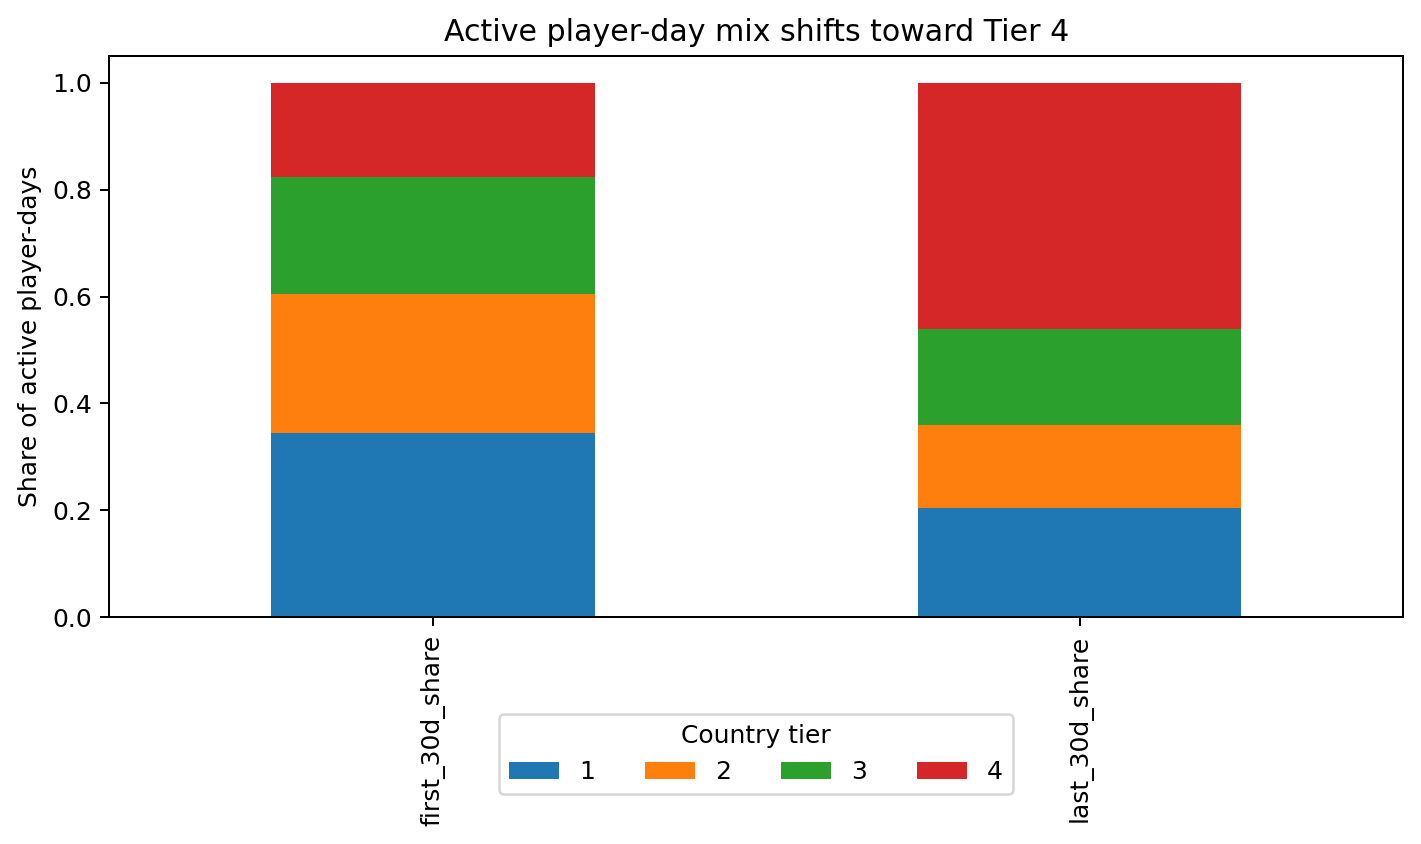 Active player-day mix shifts toward Tier 4
Share of active player-days
1.0
0.8
0.6
0.4
0.2
0.0
first_30d_share
last_30d_share
Country tier
1 2 3 4